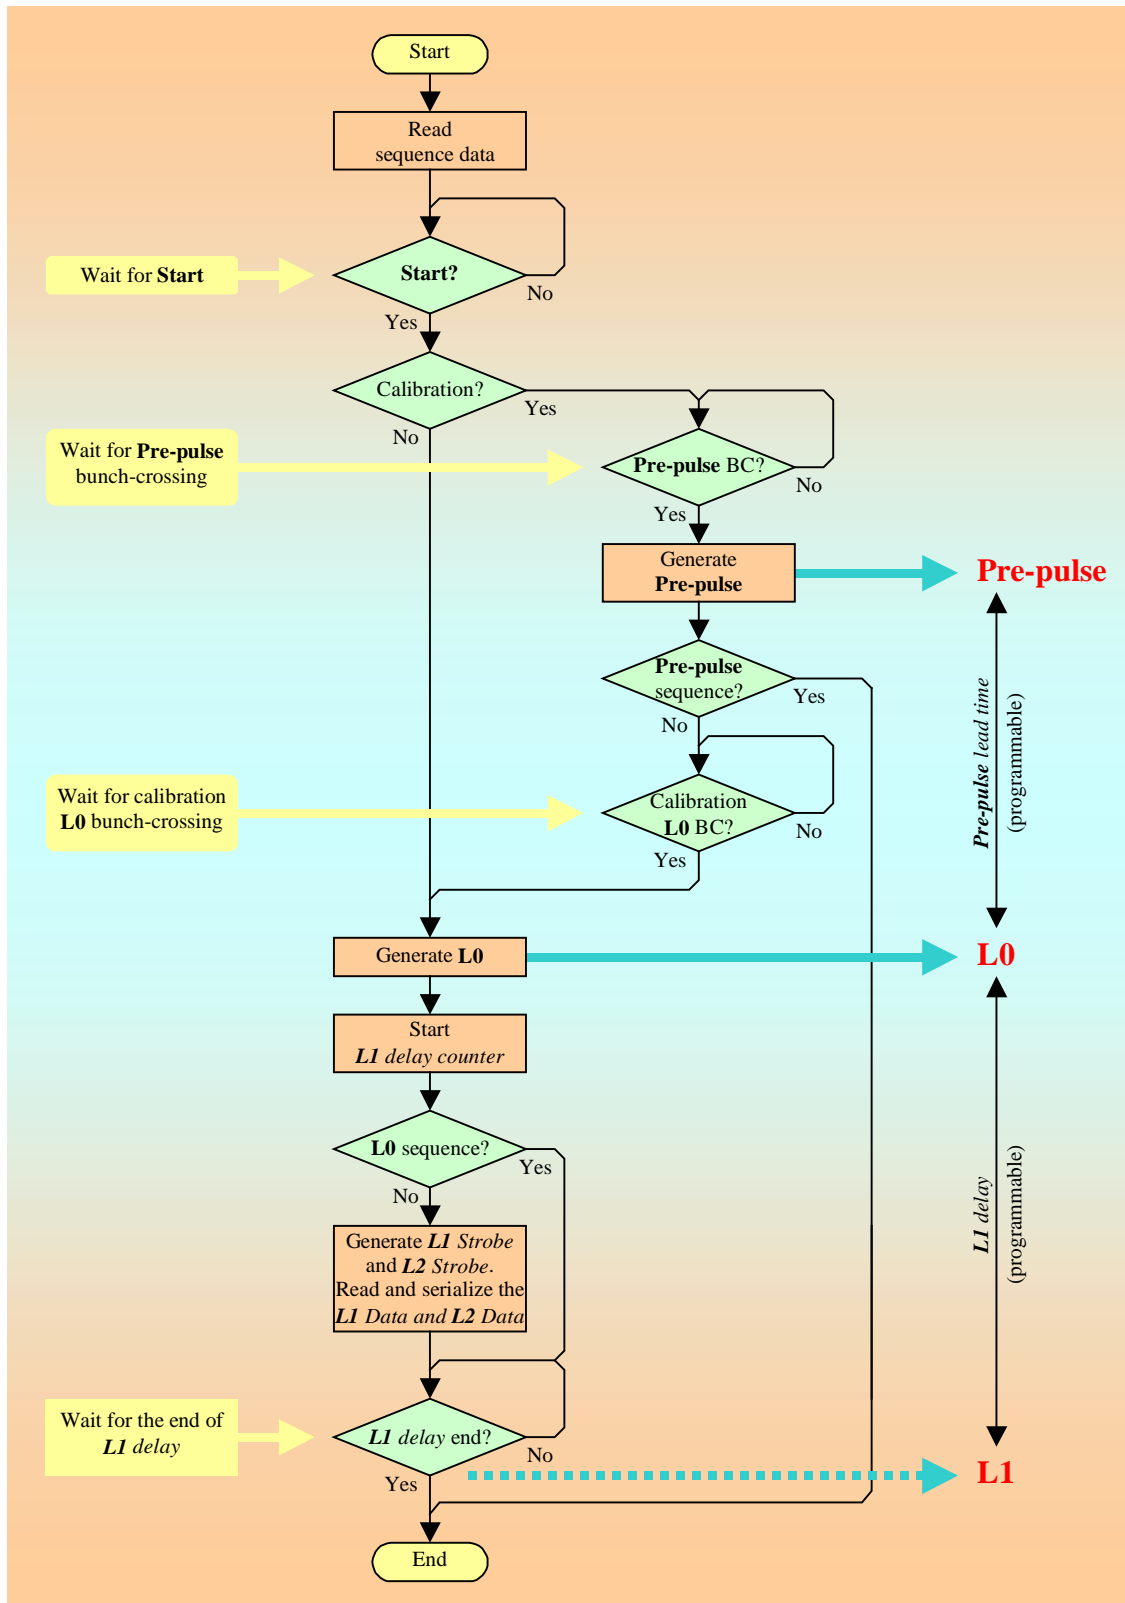 Start
Read
sequence data
Wait for Start
Start?
No
Yes
Calibration?
Yes
No
Wait for Pre-pulse
bunch-crossing
Pre-pulse BC?
No
Yes
Generate
Pre-pulse
Pre-pulse
Pre-pulse
sequence?
Yes
No
Pre-pulse lead time
(programmable)
Wait for calibration
L0 bunch-crossing
Calibration
L0 BC?
No
Yes
Generate L0
L0
Start
L1 delay counter
L0 sequence?
Yes
No
L1 delay
(programmable)
Generate L1 Strobe
and L2 Strobe.
Read and serialize the
L1 Data and L2 Data
Wait for the end of
L1 delay
L1 delay end?
No
Yes
L1
End